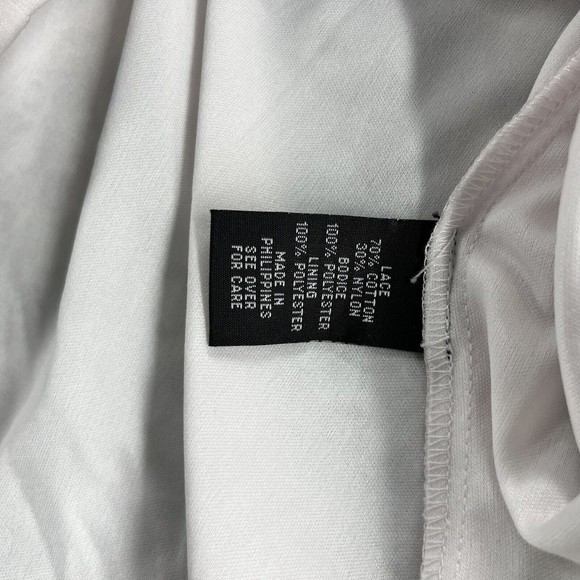 LACE
70% COTTON
30% NYLON
BODICE
100% POLYESTER
LINING
100% POLYESTER
MADE IN
PHILIPPINES
SEE OVER
FOR CARE